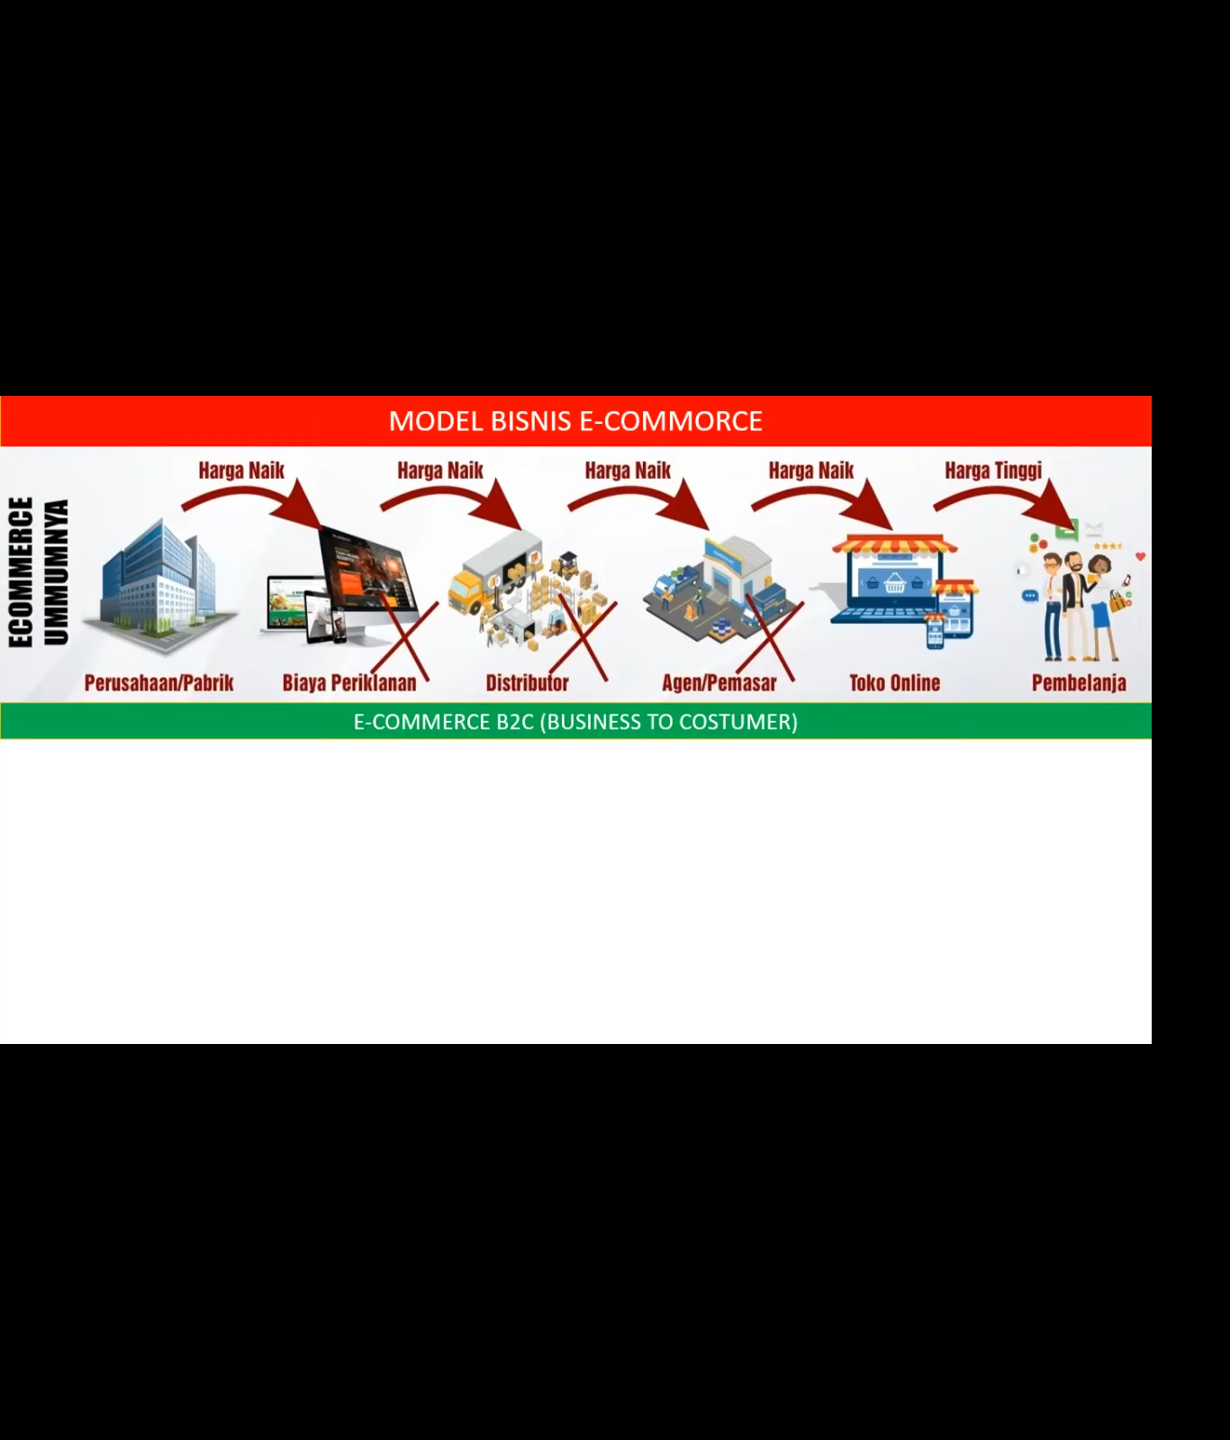 MODEL BISNIS E-COMMORCE
ECOMMERCE
UMMUMNYA
Harga Naik
Harga Naik
Harga Naik
Harga Naik
Harga Tinggi
Perusahaan/Pabrik
Biaya Periklanan
Distributor
Agen/Pemasar
Toko Online
Pembelanja
E-COMMERCE B2C (BUSINESS TO COSTUMER)